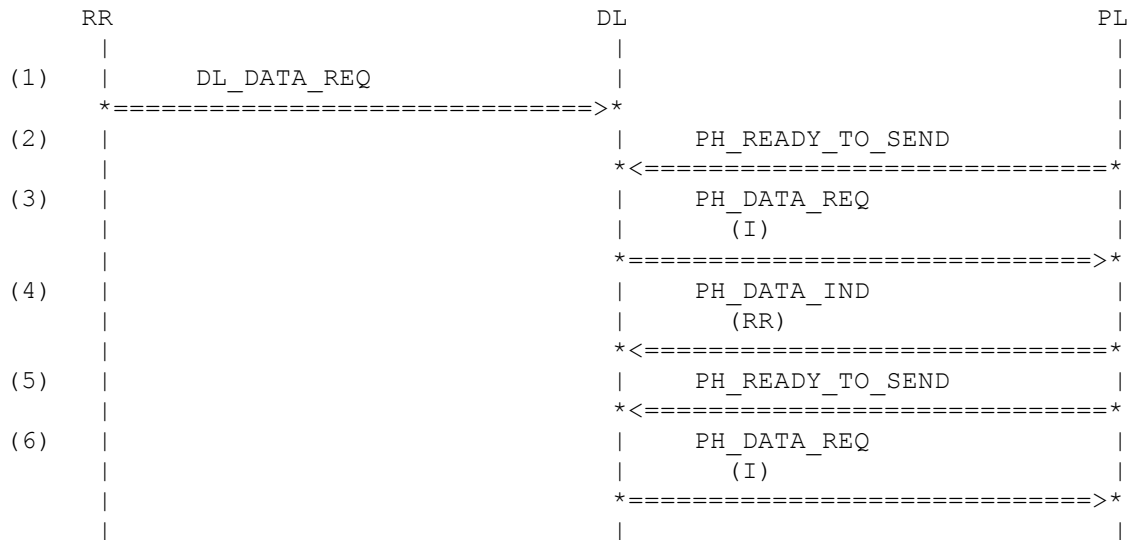 RR DL PL
(1) DL_DATA_REQ
(2) PH_READY_TO_SEND
(3) PH_DATA_REQ
(I)
(4) PH_DATA_IND
(RR)
(5) PH_READY_TO_SEND
(6) PH_DATA_REQ
(I)